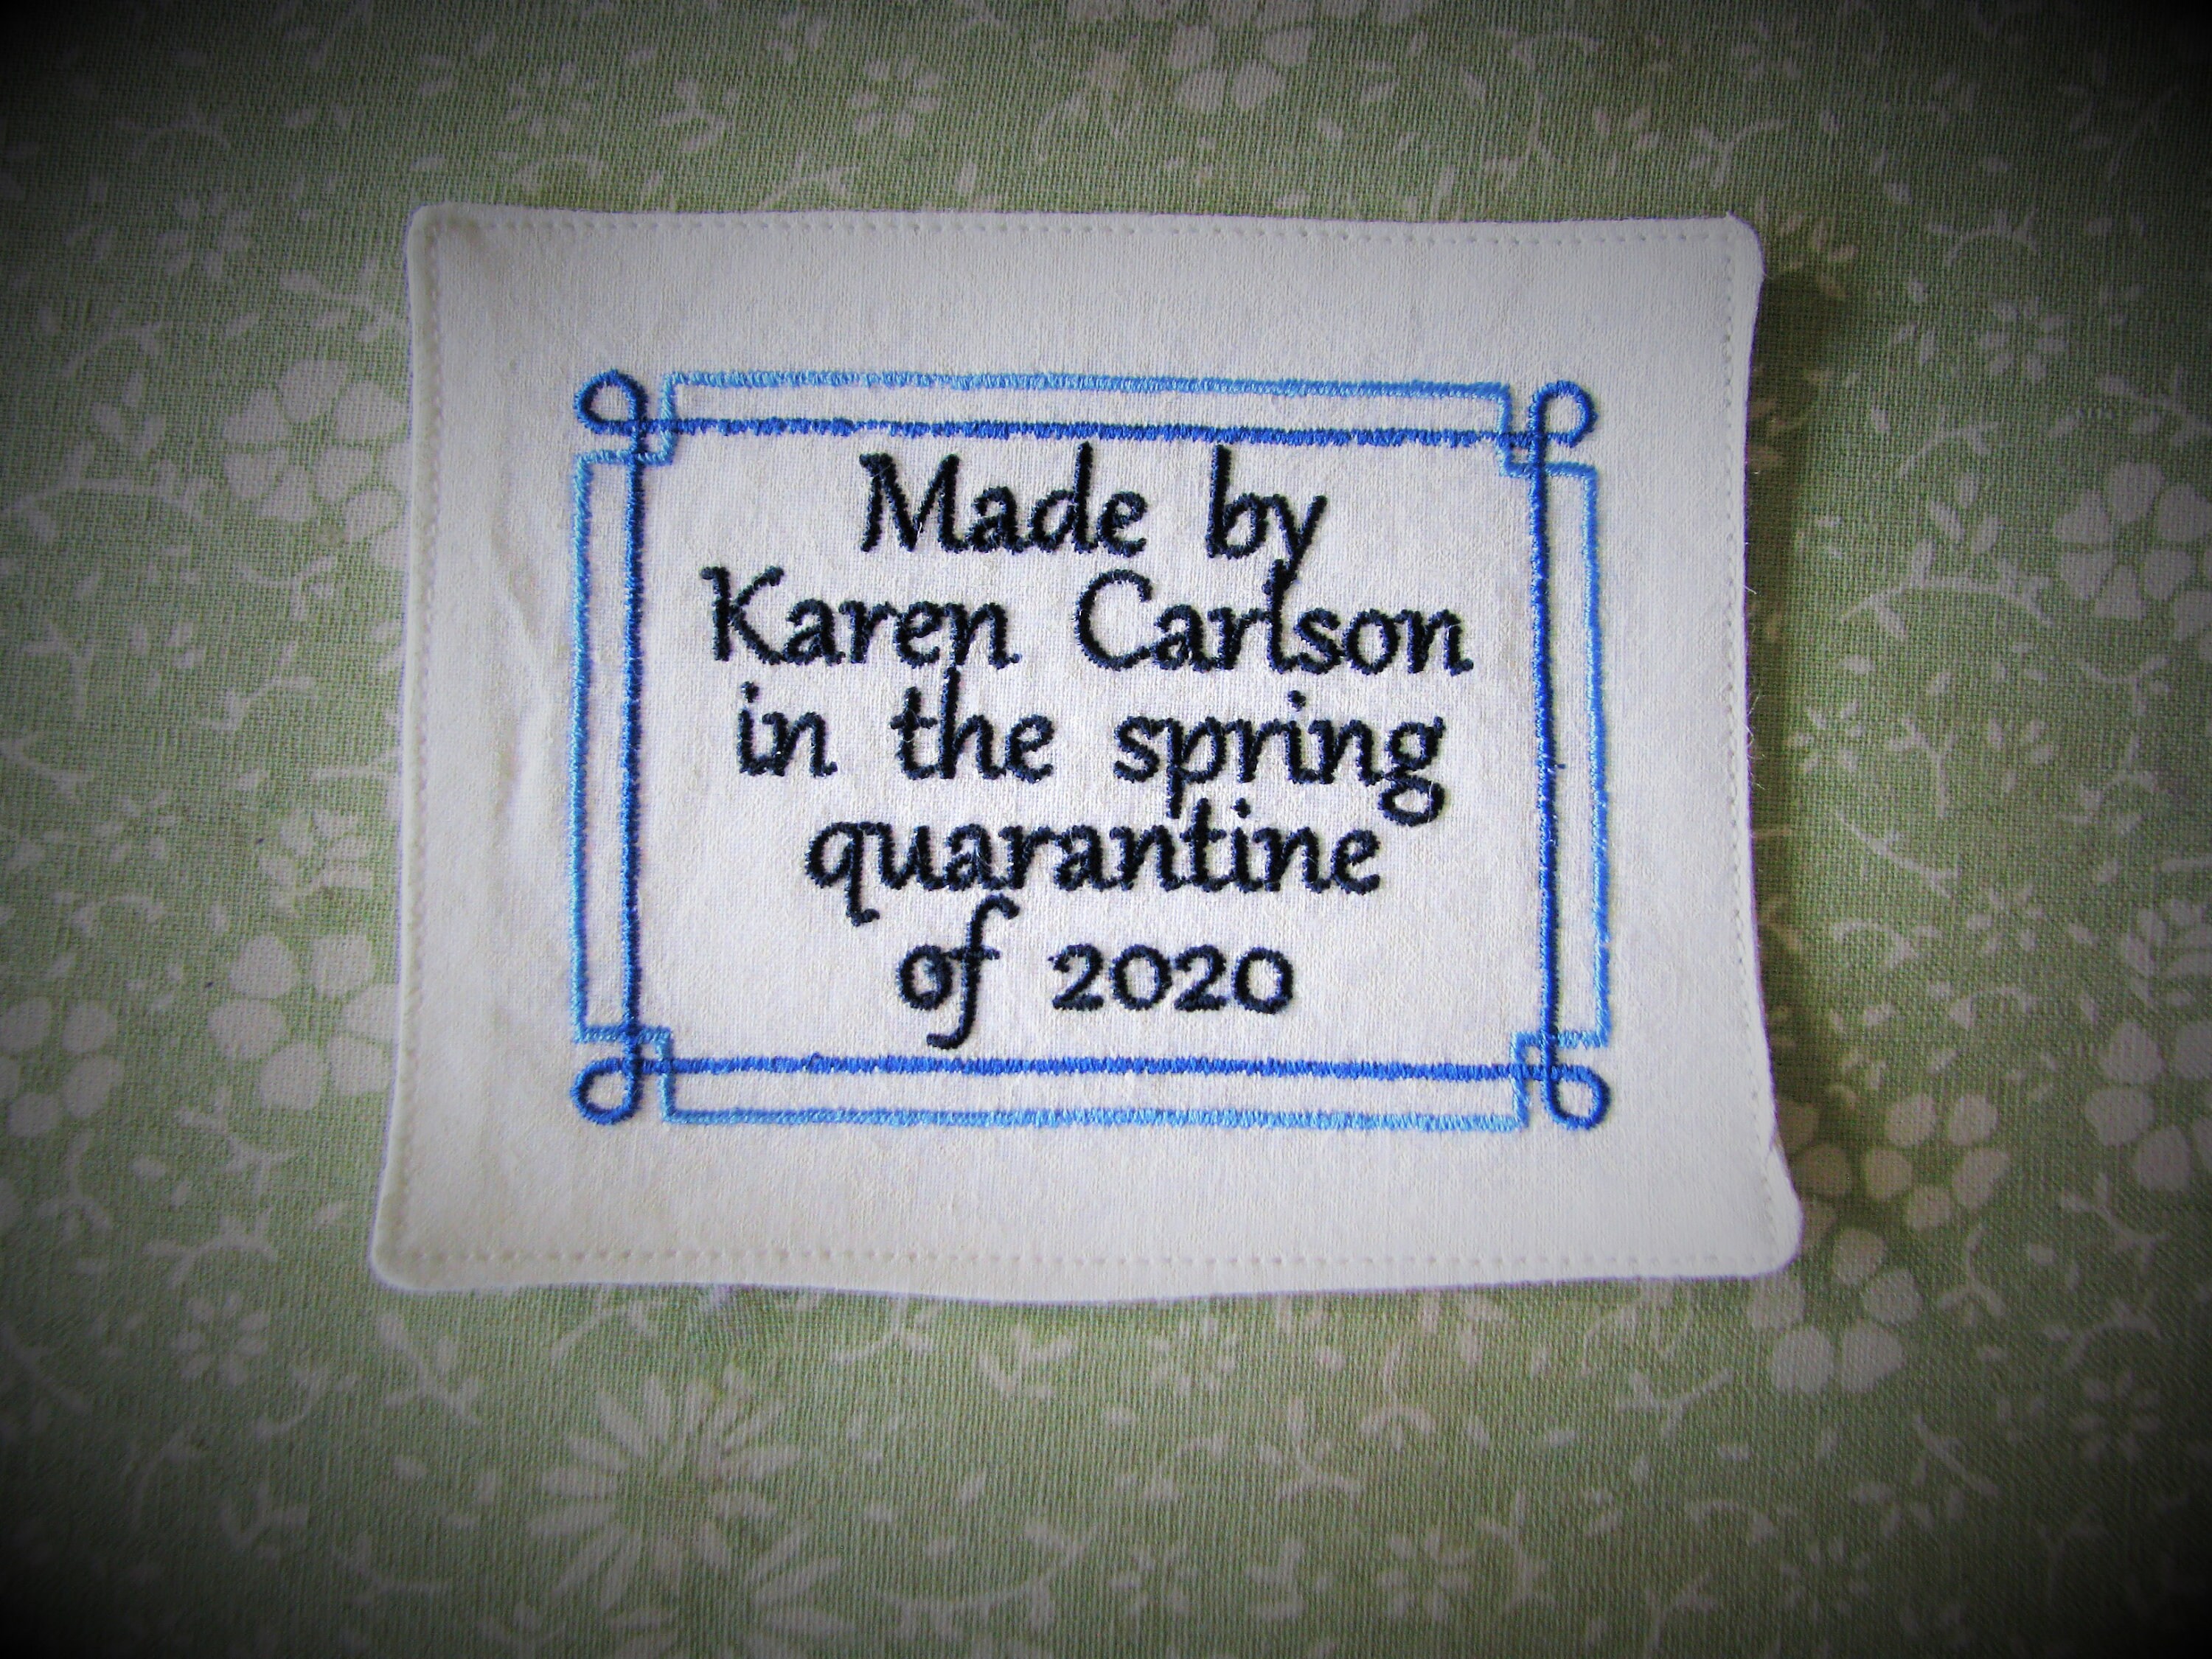 Made by
Karen Carlson
in the spring
quarantine
of 2020